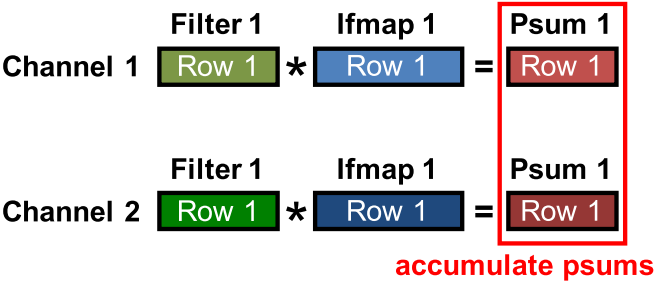 Filter 1 Ifmap 1 Psum 1
Channel 1 Row 1 * Row 1 = Row 1
Filter 1 Ifmap 1 Psum 1
Channel 2 Row 1 * Row 1 = Row 1
accumulate psums